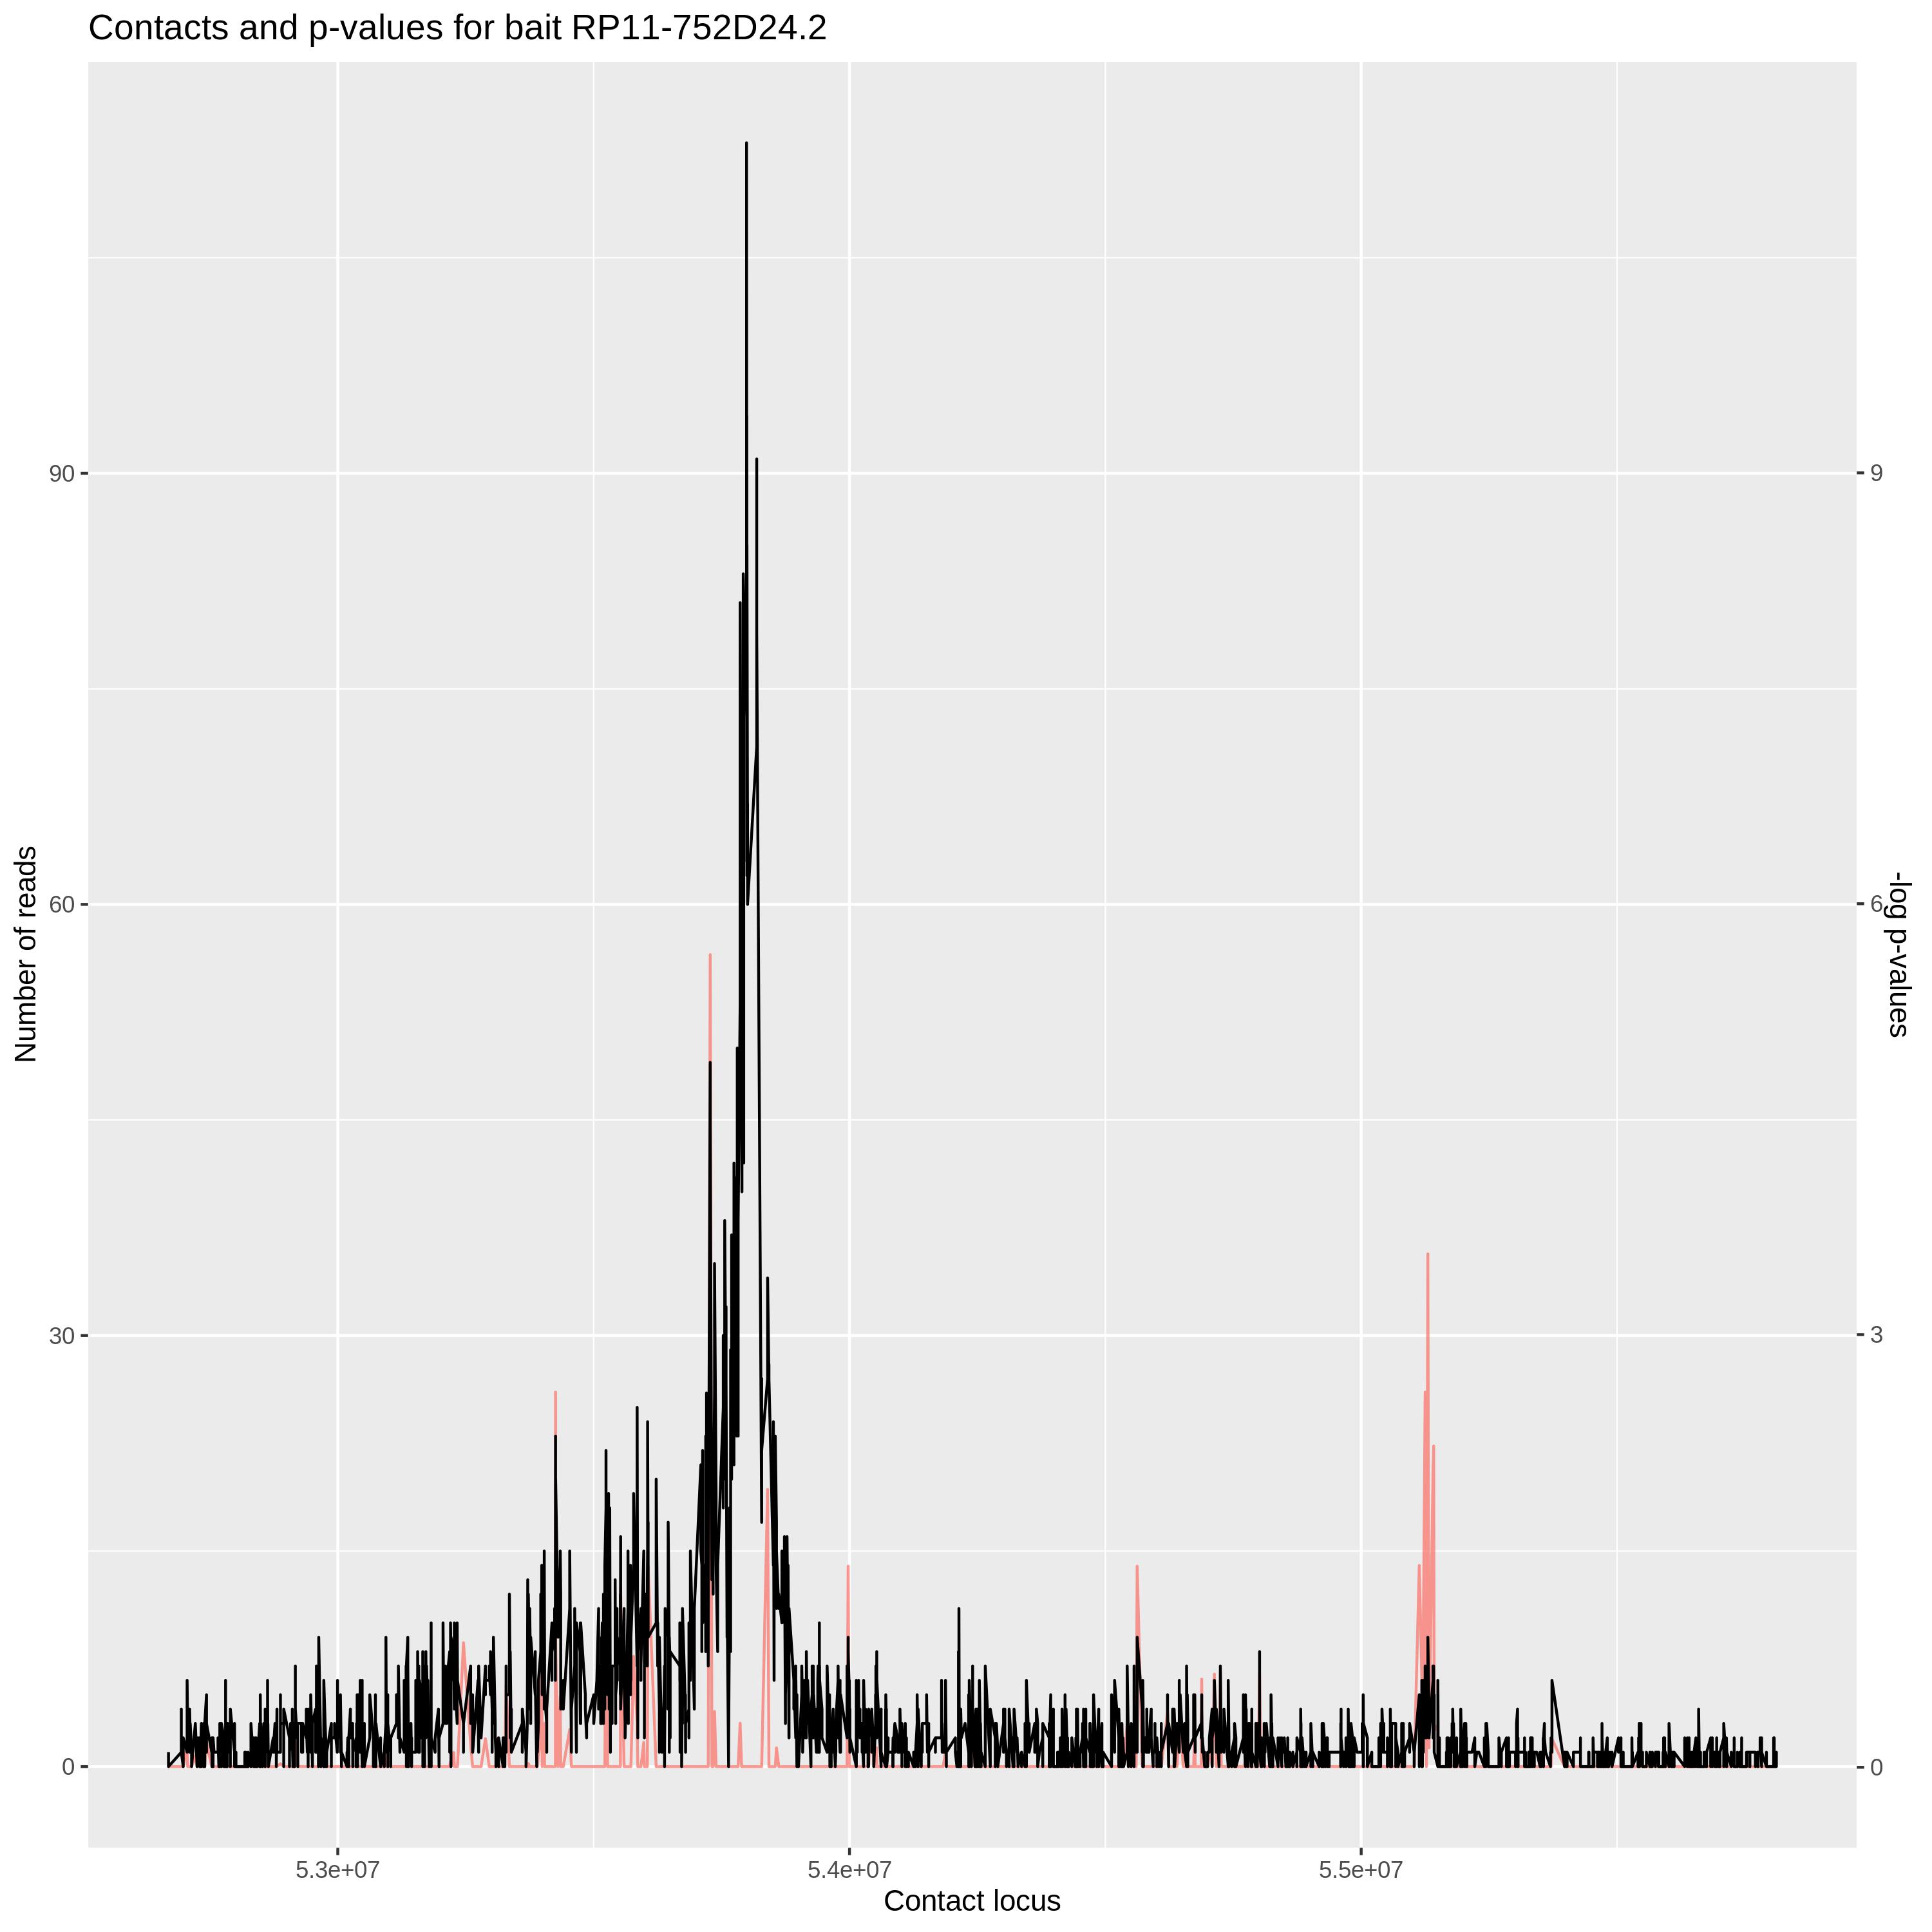 Contacts and p-values for bait RP11-752D24.2
90
60
30
0
Number of reads
9
6
3
0
-log p-values
5.3e+07 5.4e+07 5.5e+07
Contact locus